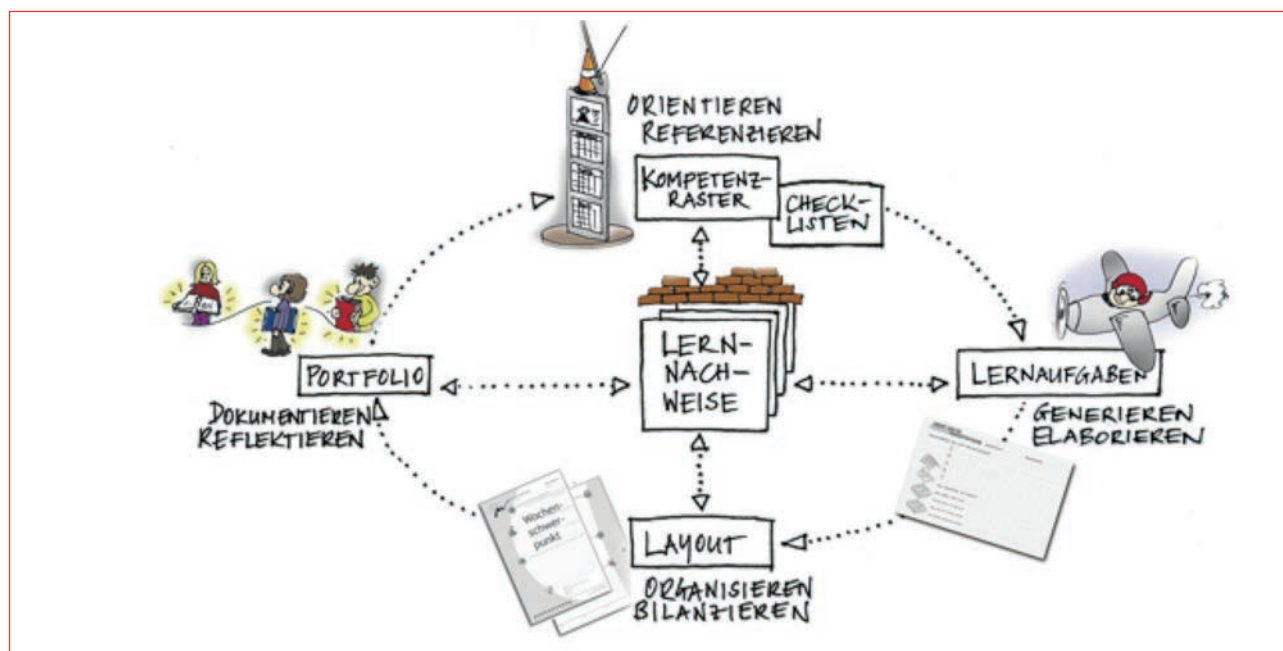 ORIENTIEREN
REFERENZIEREN
KOMPETENZ-
RASTER
CHECK-
LISTEN
LERN-
NACH-
WEISE
PORTFOLIO
DOKUMENTIEREN
REFLEKTIEREN
LERNAUFGABEN
GENERIEREN
ELABORIEREN
Wochen-
schwer-
punkt
LAYOUT
ORGANISIEREN
BILANZIEREN